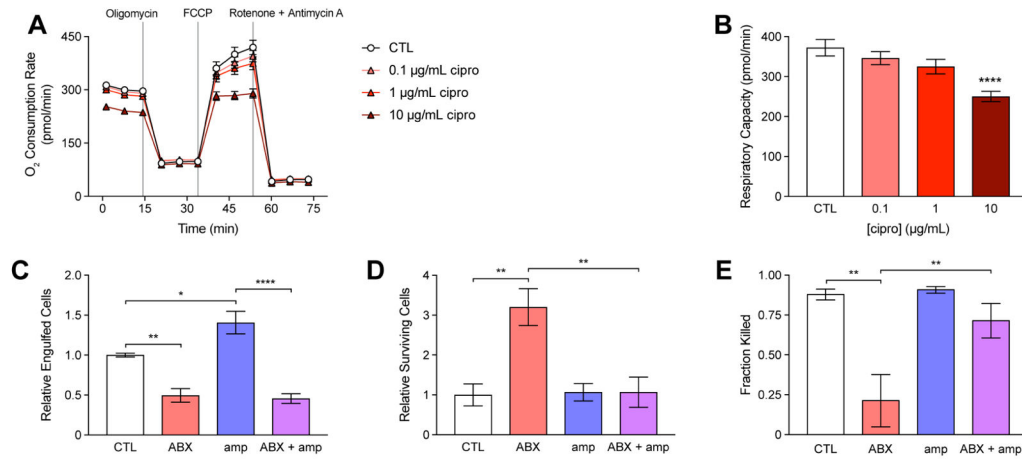 A
Oligomycin
FCCP
Rotenone + Antimycin A
O2 Consumption Rate
(pmol/min)
450
300
150
0
0
15
30
45
60
75
Time (min)
CTL
0.1 µg/mL cipro
1 µg/mL cipro
10 µg/mL cipro
B
Respiratory Capacity (pmol/min)
400
300
200
100
0
****
CTL
0.1
1
10
[cipro] (µg/mL)
C
Relative Engulfed Cells
2.0
1.5
1.0
0.5
0
*
**
****
CTL
ABX
amp
ABX + amp
D
Relative Surviving Cells
4
3
2
1
0
**
**
CTL
ABX
amp
ABX + amp
E
Fraction Killed
1.00
0.75
0.50
0.25
0
**
**
CTL
ABX
amp
ABX + amp